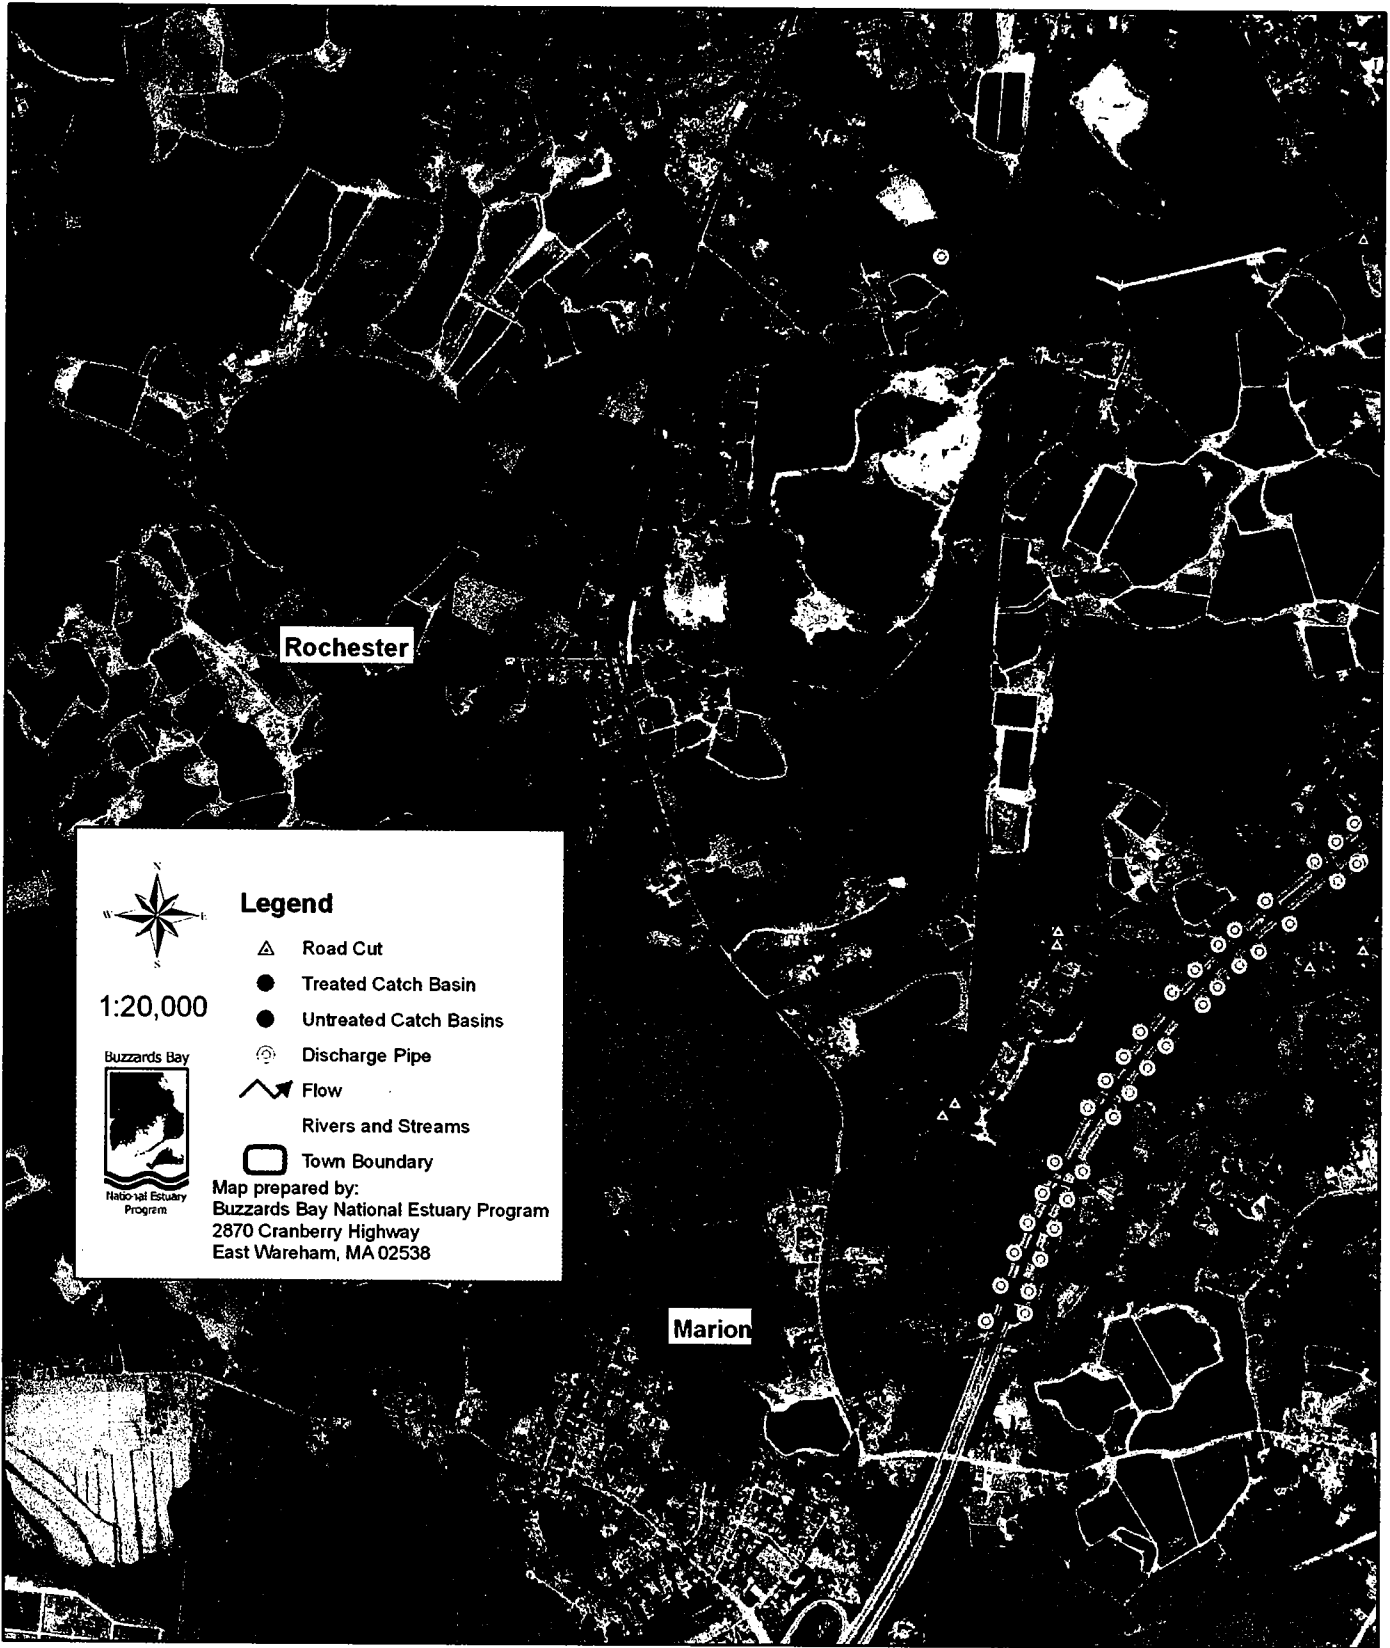 Rochester
N
W
E
S
Legend
Road Cut
Treated Catch Basin
1:20,000
Untreated Catch Basins
Buzzards Bay
Discharge Pipe
Flow
Rivers and Streams
Town Boundary
National Estuary
Program
Map prepared by:
Buzzards Bay National Estuary Program
2870 Cranberry Highway
East Wareham, MA 02538
Marion